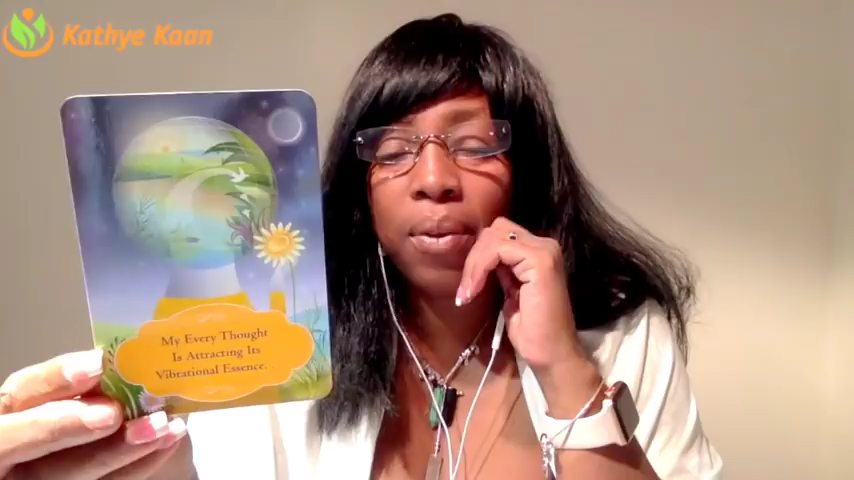 Kathye Kaan
My Every Thought
Is Attracting Its
Vibrational Essence.